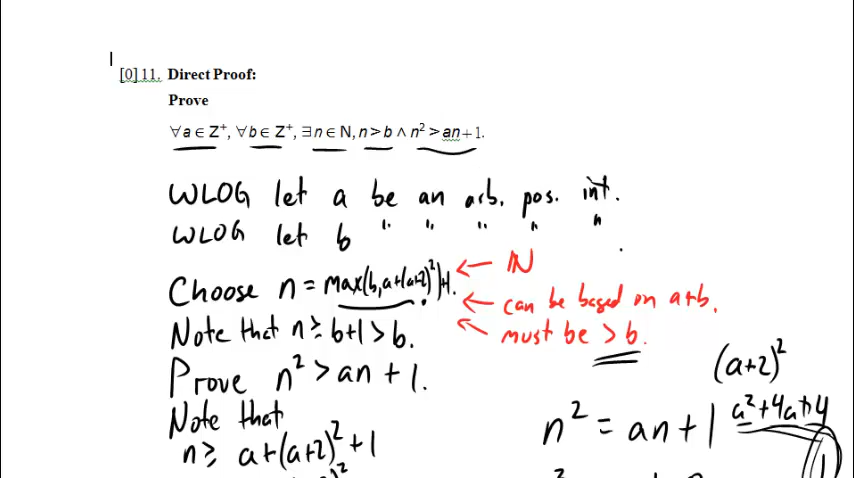 [0] 11. Direct Proof:
Prove
∀a ∈ Z⁺, ∀b ∈ Z⁺, ∃n ∈ N, n > b ∧ n² > an + 1.
WLOG let a be an arb. pos. int.
WLOG let b " " " " "
Choose n = max(b, a+(a+2)²)+1. ← IN
← can be based on a+b.
Note that n ≥ b+1 > b. ← must be > b.
(a+2)²
Prove n² > an + 1.
a²+4a+4
Note that
n² = an + 1
n ≥ a+(a+2)²+1